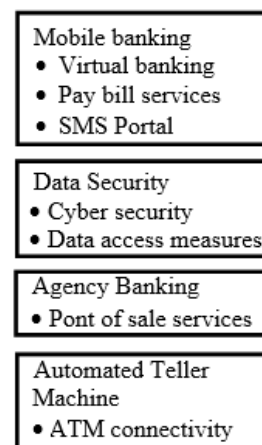 Mobile banking
• Virtual banking
• Pay bill services
• SMS Portal
Data Security
• Cyber security
• Data access measures
Agency Banking
• Pont of sale services
Automated Teller
Machine
• ATM connectivity